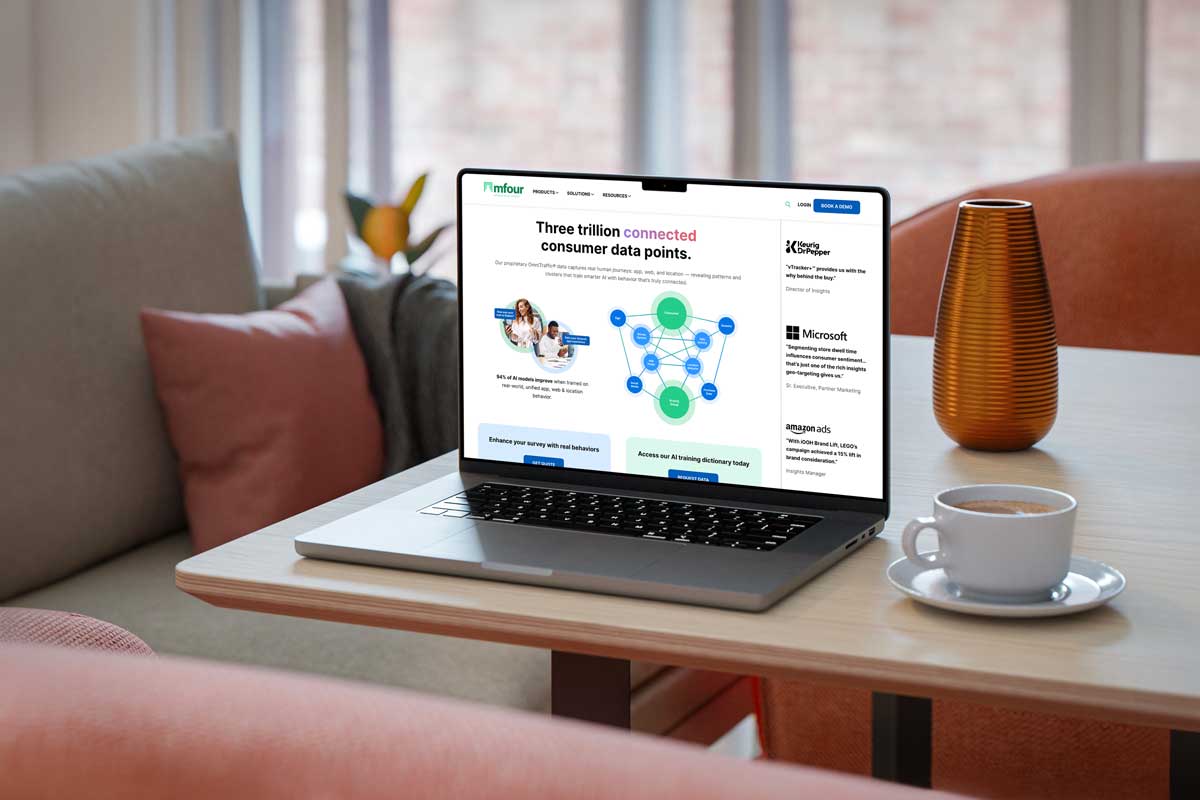 mfour
PRODUCTS
SOLUTIONS
RESOURCES
LOGIN
BOOK A DEMO
Three trillion connected
consumer data points.
Our proprietary OmniTraffic® data captures real human journeys: app, web, and location — revealing patterns and
clusters that train smarter AI with behavior that's truly connected.
94% of AI models improve when trained on
real-world, unified app, web & location
behavior.
Enhance your survey with real behaviors
GET QUOTE
Access our AI training dictionary today
REQUEST DATA
Keurig
DrPepper
"vTracker+™ provides us with the
why behind the buy."
Director of Insights
Microsoft
"Segmenting store dwell time
influences consumer sentiment...
that's just one of the rich insights
geo-targeting gives us."
Sr. Executive, Partner Marketing
amazon ads
"With iOOH Brand Lift, LEGO's
campaign achieved a 15% lift in
brand consideration."
Insights Manager